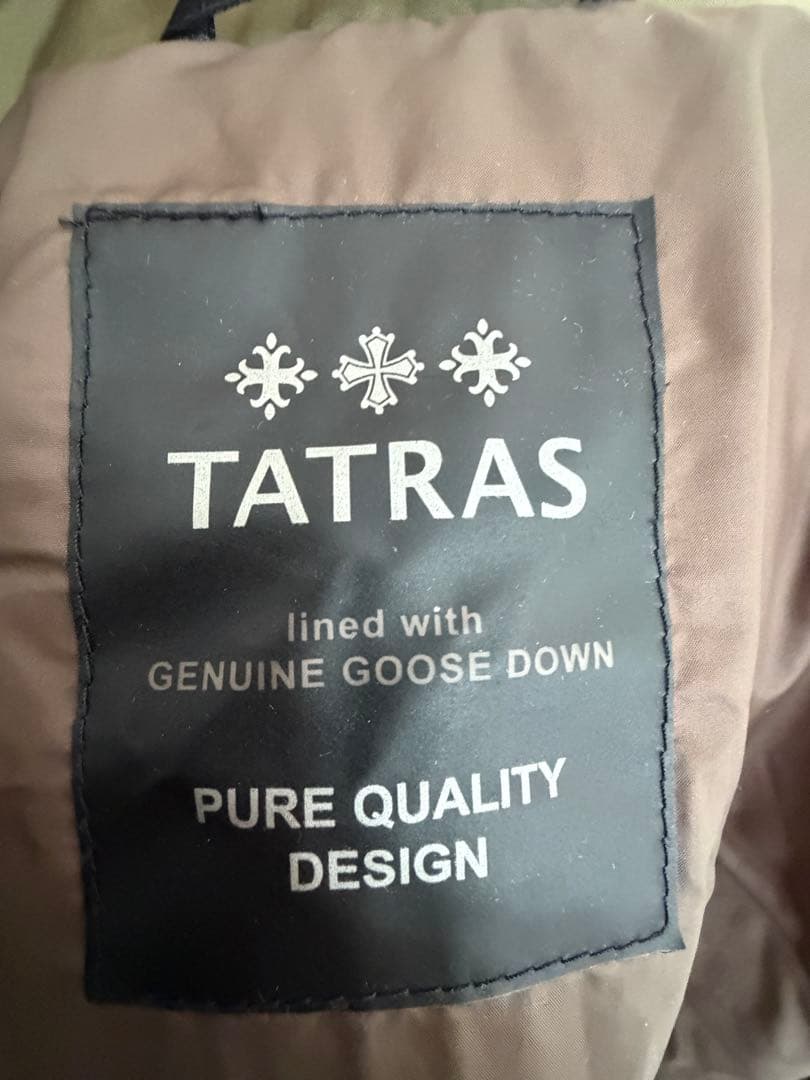 TATRAS
lined with
GENUINE GOOSE DOWN
PURE QUALITY
DESIGN